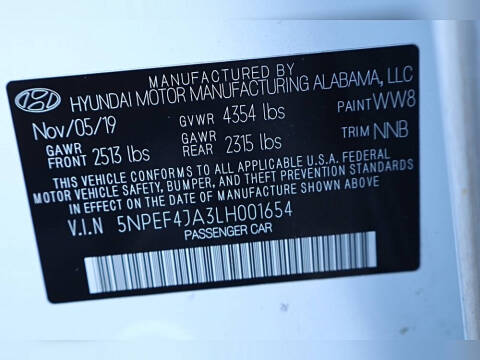 MANUFACTURED BY
HYUNDAI MOTOR MANUFACTURING ALABAMA, LLC
Nov/05/19 GVWR 4354 lbs PAINT WW8
GAWR FRONT 2513 lbs GAWR REAR 2315 lbs TRIM NNB
THIS VEHICLE CONFORMS TO ALL APPLICABLE U.S.A. FEDERAL
MOTOR VEHICLE SAFETY, BUMPER, AND THEFT PREVENTION STANDARDS
IN EFFECT ON THE DATE OF MANUFACTURE SHOWN ABOVE
V.I.N 5NPEF4JA3LH001654
PASSENGER CAR